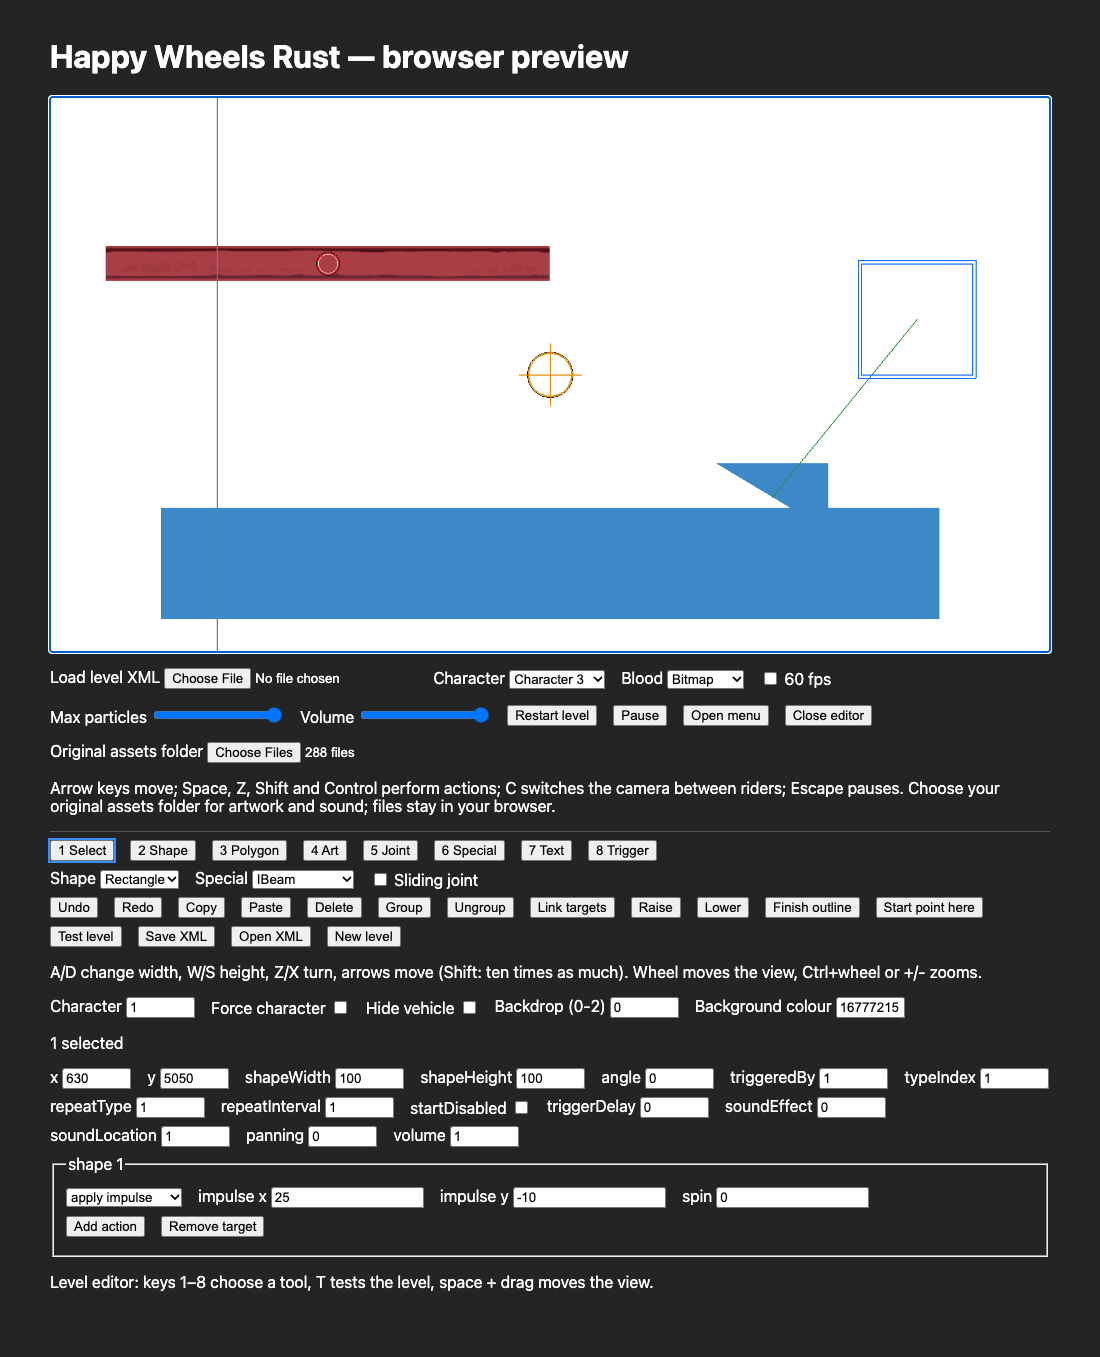 Happy Wheels Rust — browser preview
Load level XML Choose File No file chosen Character Character 3 Blood Bitmap 60 fps
Max particles Volume Restart level Pause Open menu Close editor
Original assets folder Choose Files 288 files
Arrow keys move; Space, Z, Shift and Control perform actions; C switches the camera between riders; Escape pauses. Choose your
original assets folder for artwork and sound; files stay in your browser.
1 Select 2 Shape 3 Polygon 4 Art 5 Joint 6 Special 7 Text 8 Trigger
Shape Rectangle Special IBeam Sliding joint
Undo Redo Copy Paste Delete Group Ungroup Link targets Raise Lower Finish outline Start point here
Test level Save XML Open XML New level
A/D change width, W/S height, Z/X turn, arrows move (Shift: ten times as much). Wheel moves the view, Ctrl+wheel or +/- zooms.
Character 1 Force character Hide vehicle Backdrop (0-2) 0 Background colour 16777215
1 selected
x 630 y 5050 shapeWidth 100 shapeHeight 100 angle 0 triggeredBy 1 typeIndex 1
repeatType 1 repeatInterval 1 startDisabled triggerDelay 0 soundEffect 0
soundLocation 1 panning 0 volume 1
shape 1
apply impulse impulse x 25 impulse y -10 spin 0
Add action Remove target
Level editor: keys 1–8 choose a tool, T tests the level, space + drag moves the view.